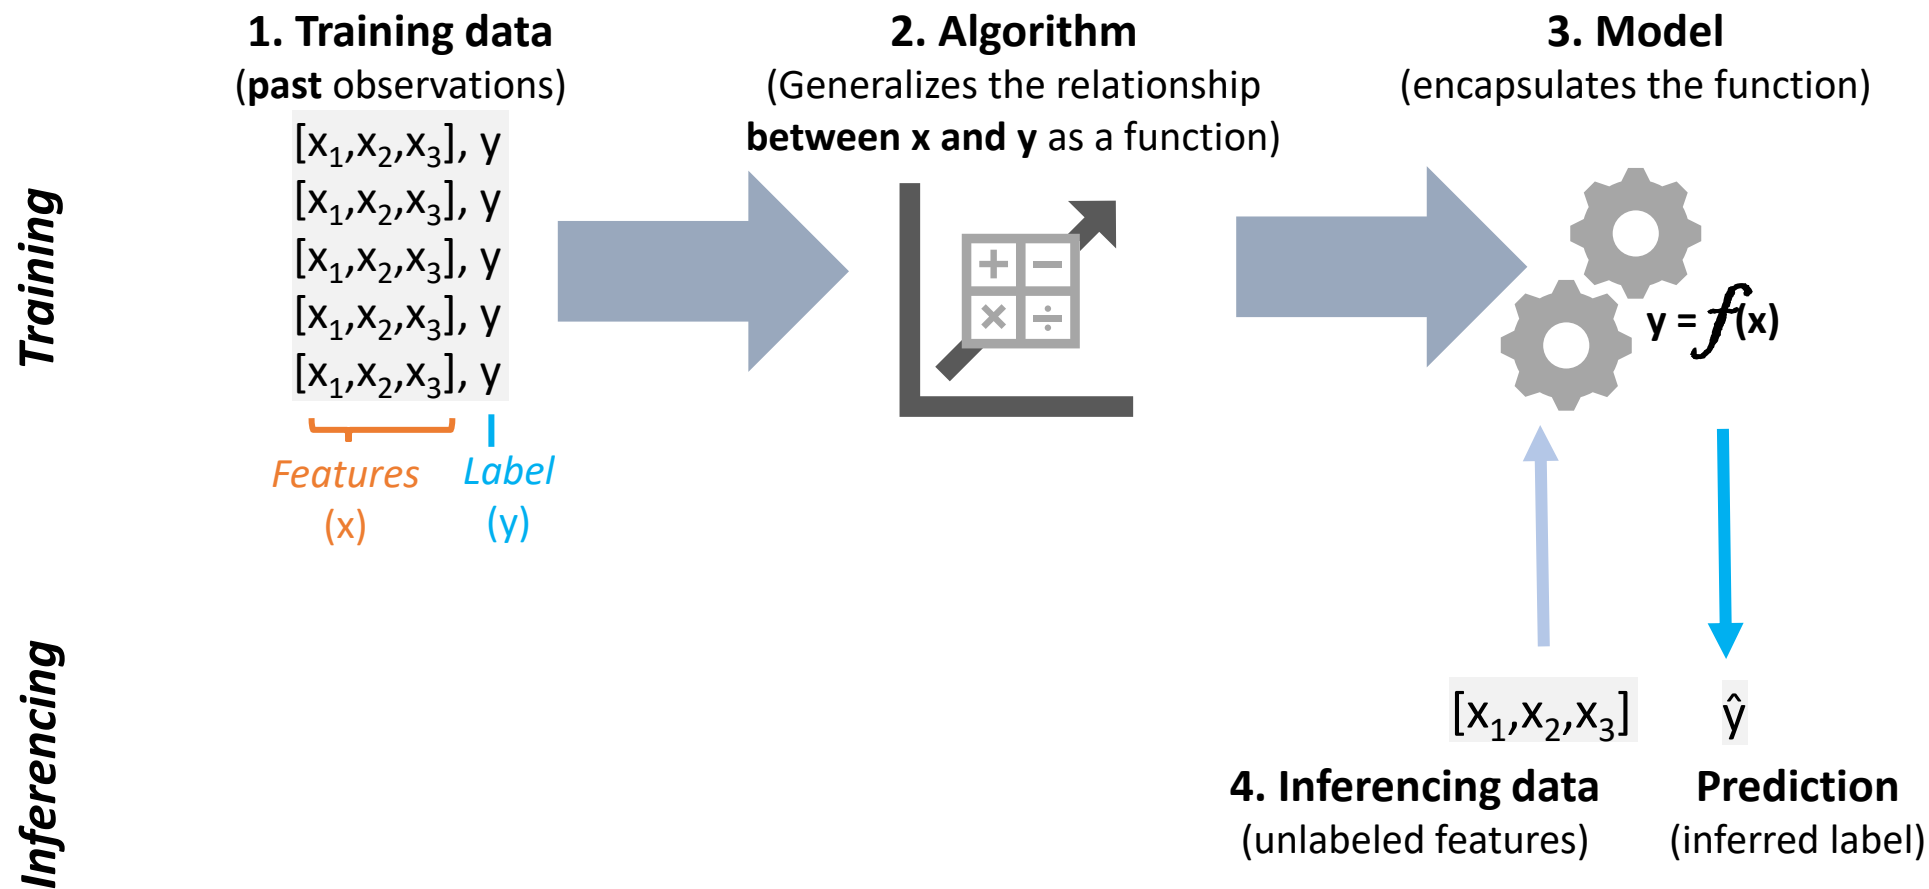 Training
1. Training data
(past observations)
[x₁,x₂,x₃], y
[x₁,x₂,x₃], y
[x₁,x₂,x₃], y
[x₁,x₂,x₃], y
[x₁,x₂,x₃], y
Features
(x)
Label
(y)
2. Algorithm
(Generalizes the relationship
between x and y as a function)
+ −
× ÷
3. Model
(encapsulates the function)
y = f(x)
Inferencing
[x₁,x₂,x₃]
4. Inferencing data
(unlabeled features)
ŷ
Prediction
(inferred label)